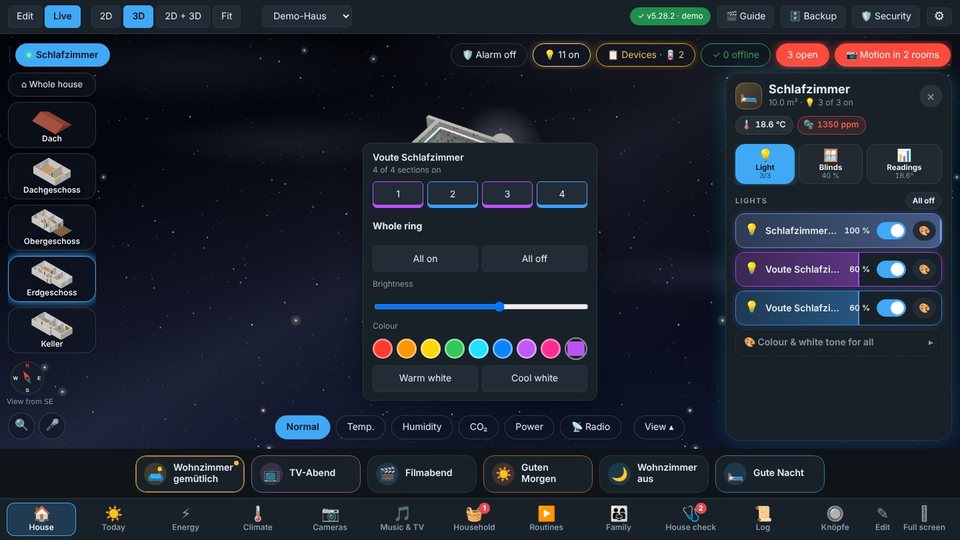 Edit
Live
2D
3D
2D + 3D
Fit
Demo-Haus
✓ v5.28.2 · demo
Guide
Backup
Security
Schlafzimmer
Alarm off
11 on
Devices · 2
✓ 0 offline
3 open
Motion in 2 rooms
⌂ Whole house
Dach
Dachgeschoss
Obergeschoss
Erdgeschoss
Keller
N
W E
S
View from SE
Voute Schlafzimmer
4 of 4 sections on
1
2
3
4
Whole ring
All on
All off
Brightness
Colour
Warm white
Cool white
Schlafzimmer
10.0 m² · 3 of 3 on
18.6 °C
1350 ppm
Light
3/3
Blinds
40 %
Readings
18.6°
LIGHTS
All off
Schlafzimmer… 100 %
Voute Schlafzi… 60 %
Voute Schlafzi… 60 %
Colour & white tone for all
Normal
Temp.
Humidity
CO₂
Power
Radio
View ▴
Wohnzimmer
gemütlich
TV-Abend
Filmabend
Guten
Morgen
Wohnzimmer
aus
Gute Nacht
House
Today
Energy
Climate
Cameras
Music & TV
1
Household
Routines
Family
2
House check
Log
Knöpfe
Edit
Full screen